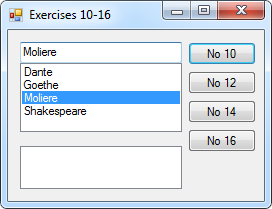 Exercises 10-16
Moliere
No 10
Dante
Goethe
Moliere
Shakespeare
No 12
No 14
No 16